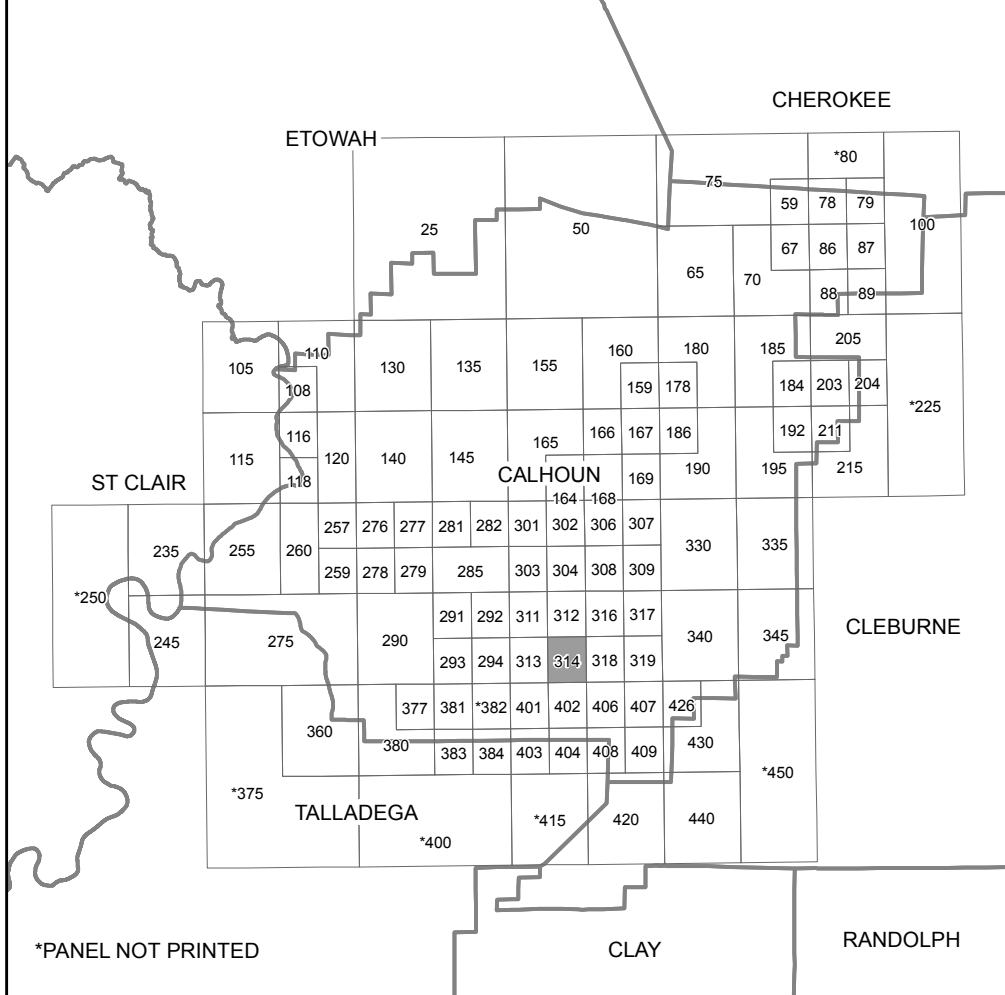 CHEROKEE
ETOWAH
*80
75
59 78 79
25 50 100
67 86 87
65 70
88 89
110 160 180 185 205
105 130 135 155
108 159 178 184 203 204
*225
116 166 167 186 192 211
115 120 140 145 165
190 195 215
ST CLAIR 118 CALHOUN 169
164 168
257 276 277 281 282 301 302 306 307
235 255 260 330 335
259 278 279 285 303 304 308 309
*250
291 292 311 312 316 317
245 275 290 340 345 CLEBURNE
293 294 313 314 318 319
377 381 *382 401 402 406 407 426
360
380 383 384 403 404 408 409 430
*375 *450
TALLADEGA *415 420 440
*400
*PANEL NOT PRINTED CLAY RANDOLPH